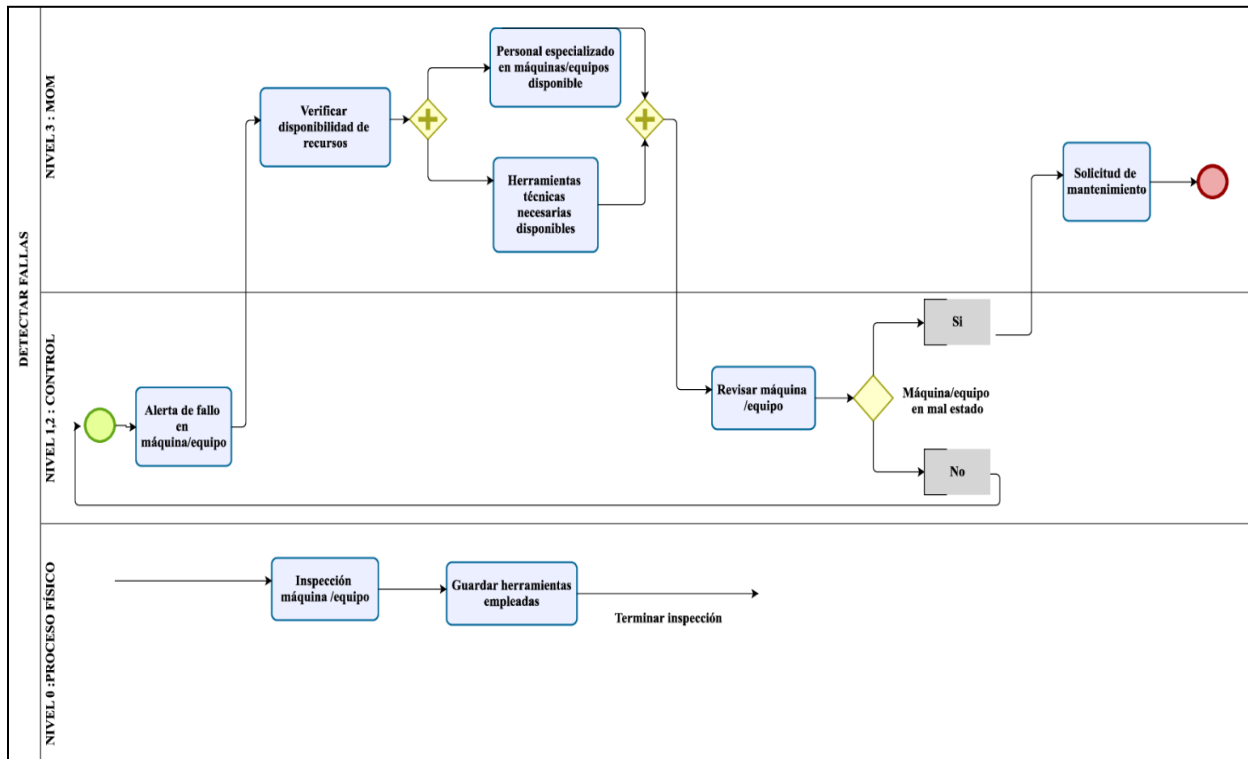 DETECTAR FALLAS
NIVEL 3 : MOM
Personal especializado
en máquinas/equipos
disponible
Verificar
disponibilidad de
recursos
Herramientas
técnicas
necesarias
disponibles
Solicitud de
mantenimiento
NIVEL 1,2 : CONTROL
Alerta de fallo
en
máquina/equipo
Revisar máquina
/equipo
Si
Máquina/equipo
en mal estado
No
NIVEL 0 :PROCESO FÍSICO
Inspección
máquina /equipo
Guardar herramientas
empleadas
Terminar inspección